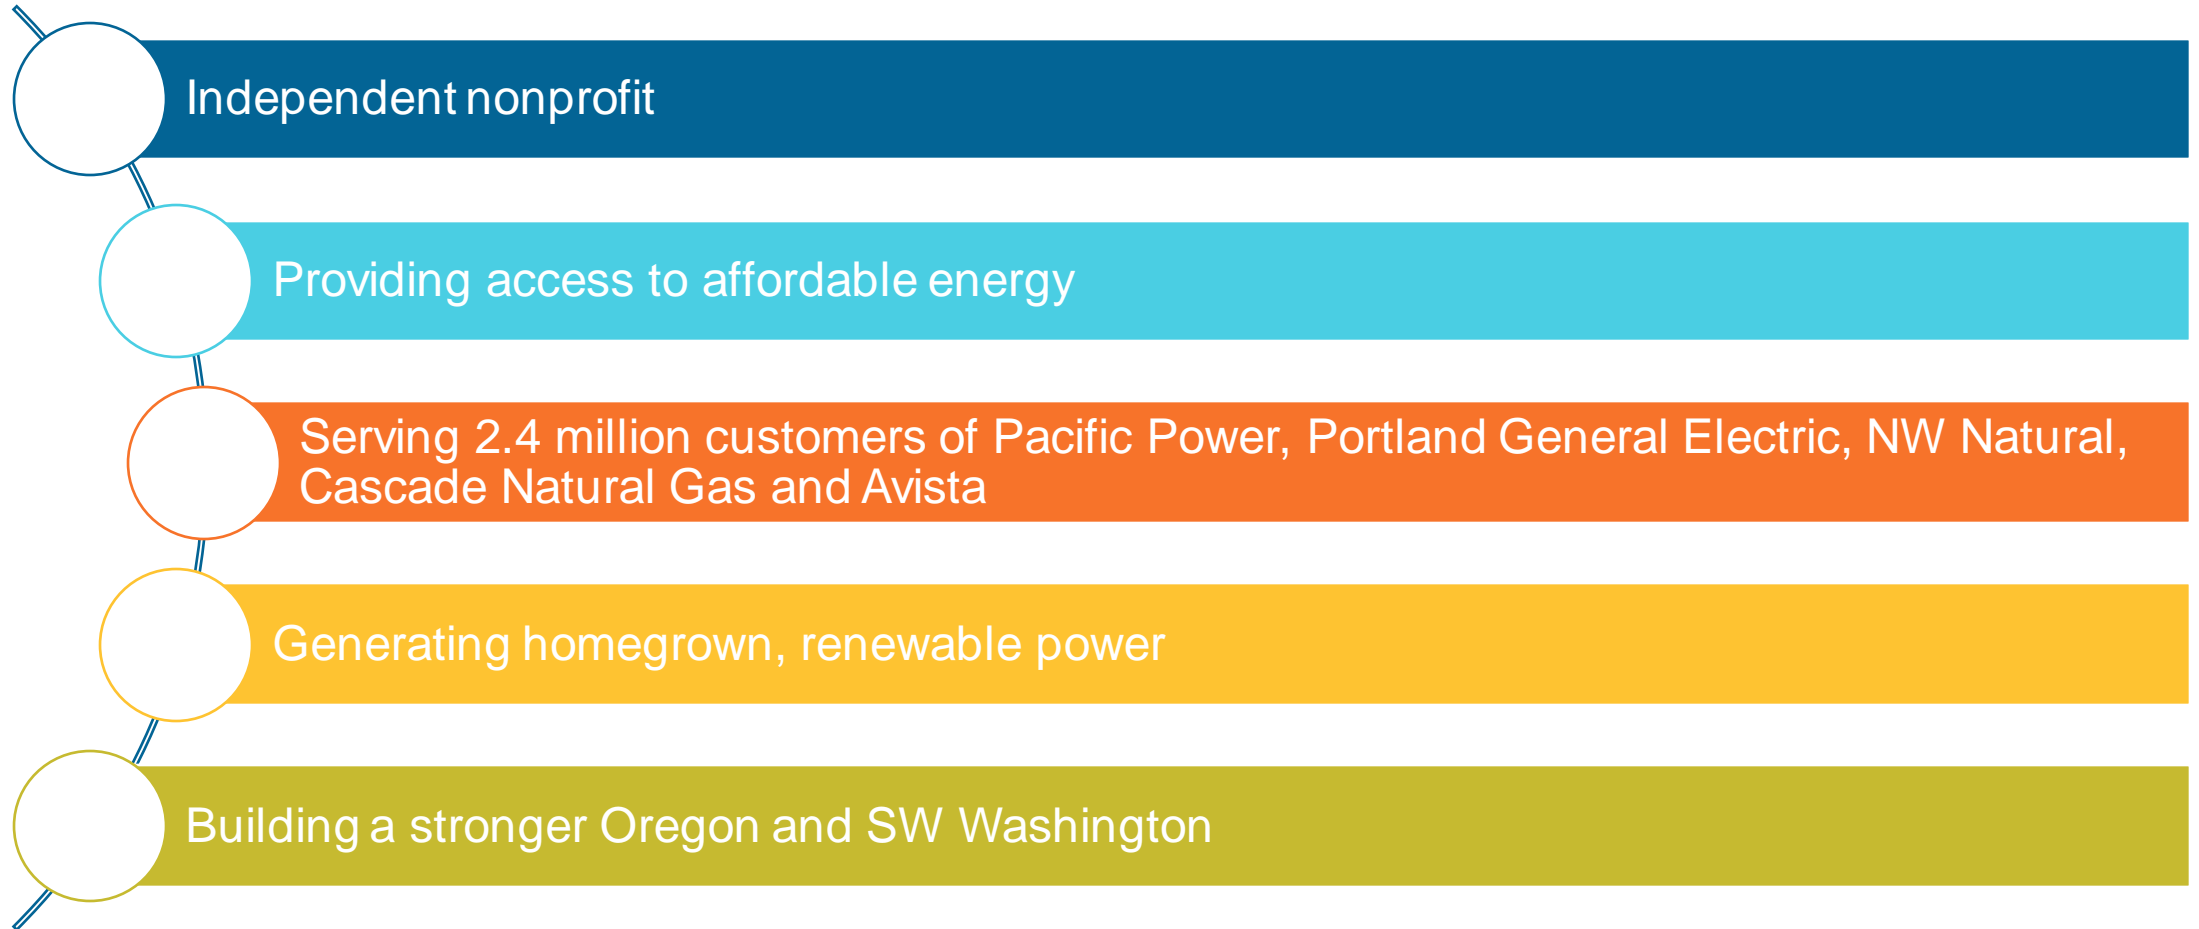 Independent nonprofit
Providing access to affordable energy
Serving 2.4 million customers of Pacific Power, Portland General Electric, NW Natural,
Cascade Natural Gas and Avista
Generating homegrown, renewable power
Building a stronger Oregon and SW Washington